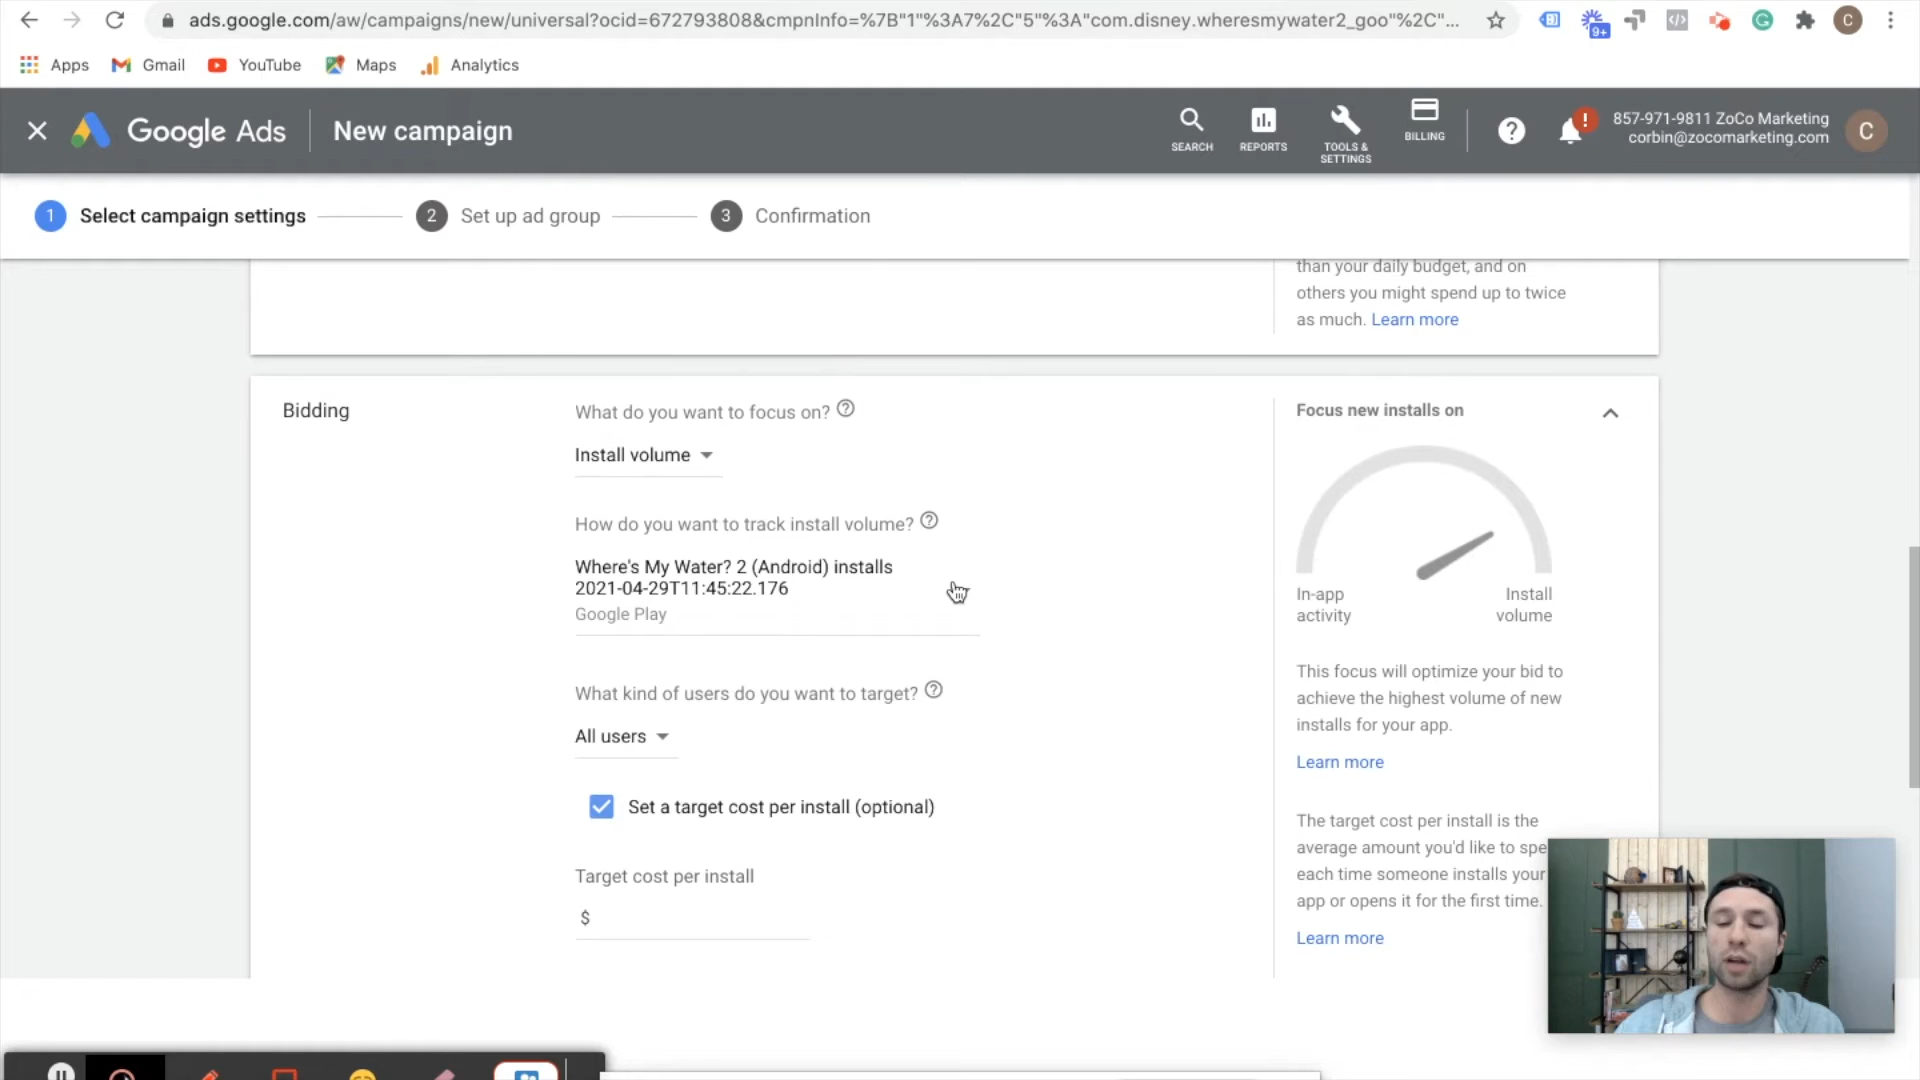 ads.google.com/aw/campaigns/new/universal?ocid=672793808&cmpnInfo=%7B"1"%3A7%2C"5"%3A"com.disney.wheresmywater2_goo"%2C"...
9+
C
Apps
Gmail
YouTube
Maps
Analytics
Google Ads
New campaign
SEARCH
REPORTS
TOOLS &
SETTINGS
BILLING
?
!
857-971-9811 ZoCo Marketing
corbin@zocomarketing.com
C
1 Select campaign settings
2 Set up ad group
3 Confirmation
than your daily budget, and on
others you might spend up to twice
as much. Learn more
Bidding
What do you want to focus on? ?
Install volume
How do you want to track install volume? ?
Where's My Water? 2 (Android) installs
2021-04-29T11:45:22.176
Google Play
What kind of users do you want to target? ?
All users
Set a target cost per install (optional)
Target cost per install
$
Focus new installs on
In-app
activity
Install
volume
This focus will optimize your bid to
achieve the highest volume of new
installs for your app.
Learn more
The target cost per install is the
average amount you'd like to spe
each time someone installs your
app or opens it for the first time.
Learn more